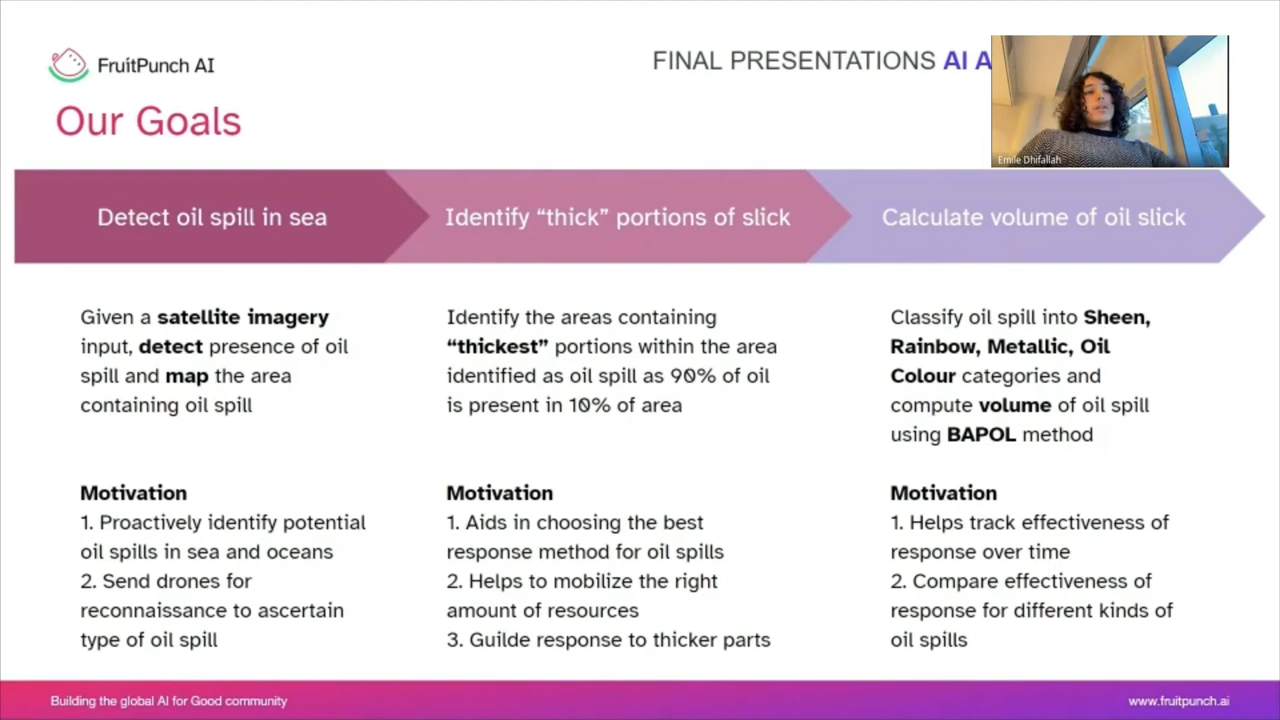 FruitPunch AI
FINAL PRESENTATIONS AI A
Our Goals
Emile Dhifallah
Detect oil spill in sea
Identify “thick” portions of slick
Calculate volume of oil slick
Given a satellite imagery
input, detect presence of oil
spill and map the area
containing oil spill
Identify the areas containing
“thickest” portions within the area
identified as oil spill as 90% of oil
is present in 10% of area
Classify oil spill into Sheen,
Rainbow, Metallic, Oil
Colour categories and
compute volume of oil spill
using BAPOL method
Motivation
1. Proactively identify potential
oil spills in sea and oceans
2. Send drones for
reconnaissance to ascertain
type of oil spill
Motivation
1. Aids in choosing the best
response method for oil spills
2. Helps to mobilize the right
amount of resources
3. Guilde response to thicker parts
Motivation
1. Helps track effectiveness of
response over time
2. Compare effectiveness of
response for different kinds of
oil spills
Building the global AI for Good community
www.fruitpunch.ai